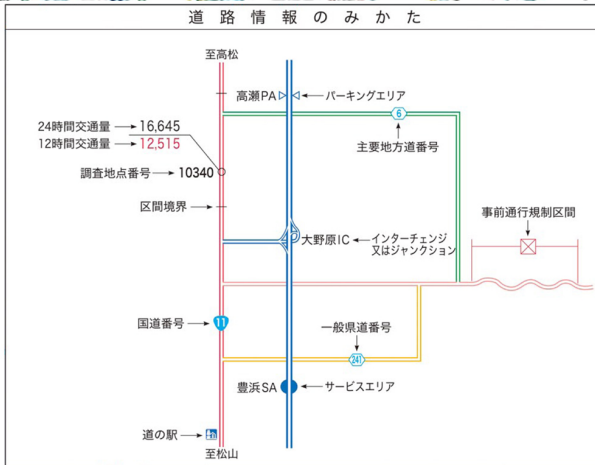 道路情報のみかた
至高松
高瀬PA
パーキングエリア
6
主要地方道番号
24時間交通量
16,645
12時間交通量
12,515
調査地点番号
10340
区間境界
事前通行規制区間
大野原IC
インターチェンジ
又はジャンクション
国道番号
11
一般県道番号
241
豊浜SA
サービスエリア
道の駅
至松山